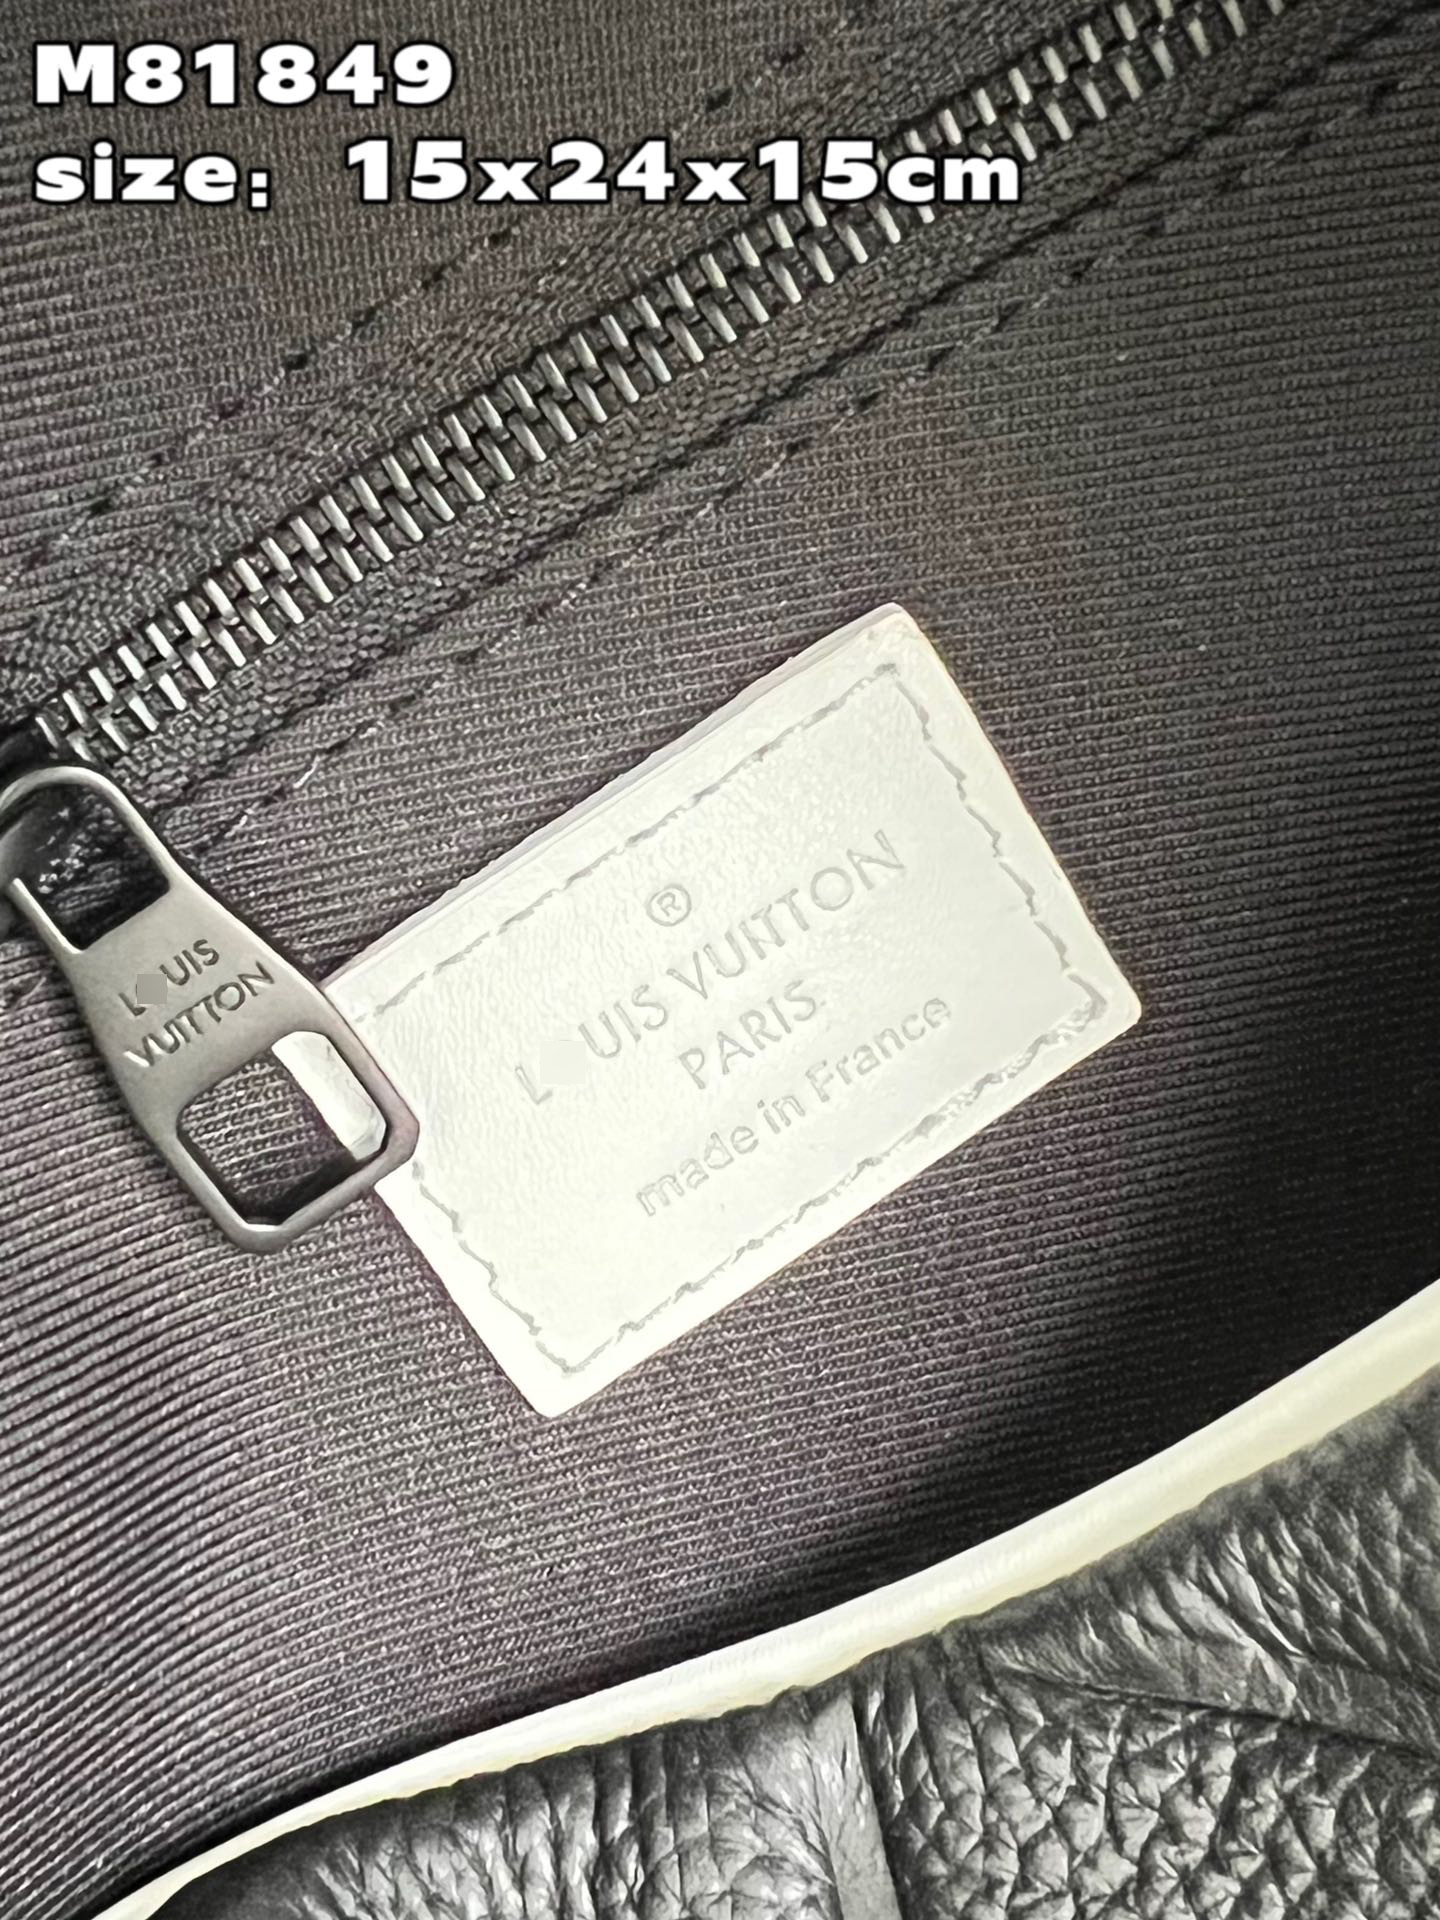 M81849
size: 15x24x15cm
L UIS
VUITTON
®
L UIS VUITTON
PARIS
made in France